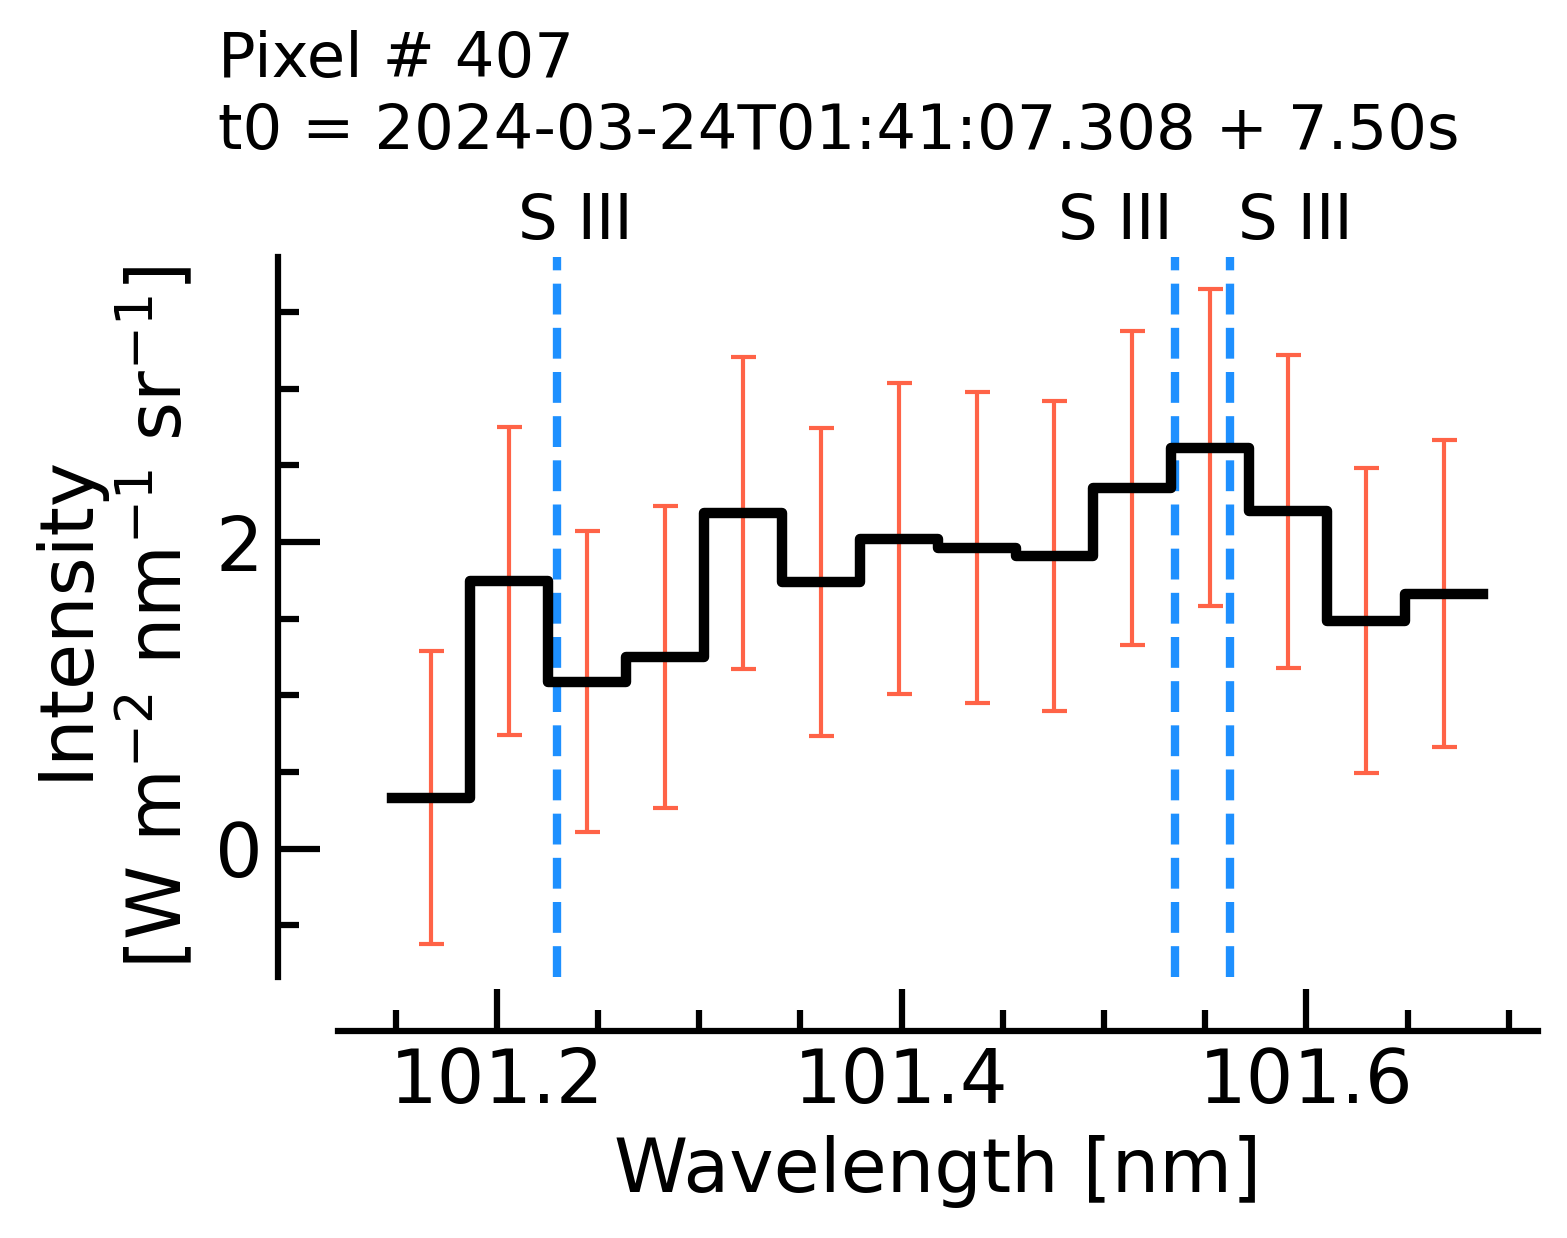 Pixel # 407
t0 = 2024-03-24T01:41:07.308 + 7.50s
S III S III S III
Intensity
[W m⁻² nm⁻¹ sr⁻¹]
2
0
101.2 101.4 101.6
Wavelength [nm]